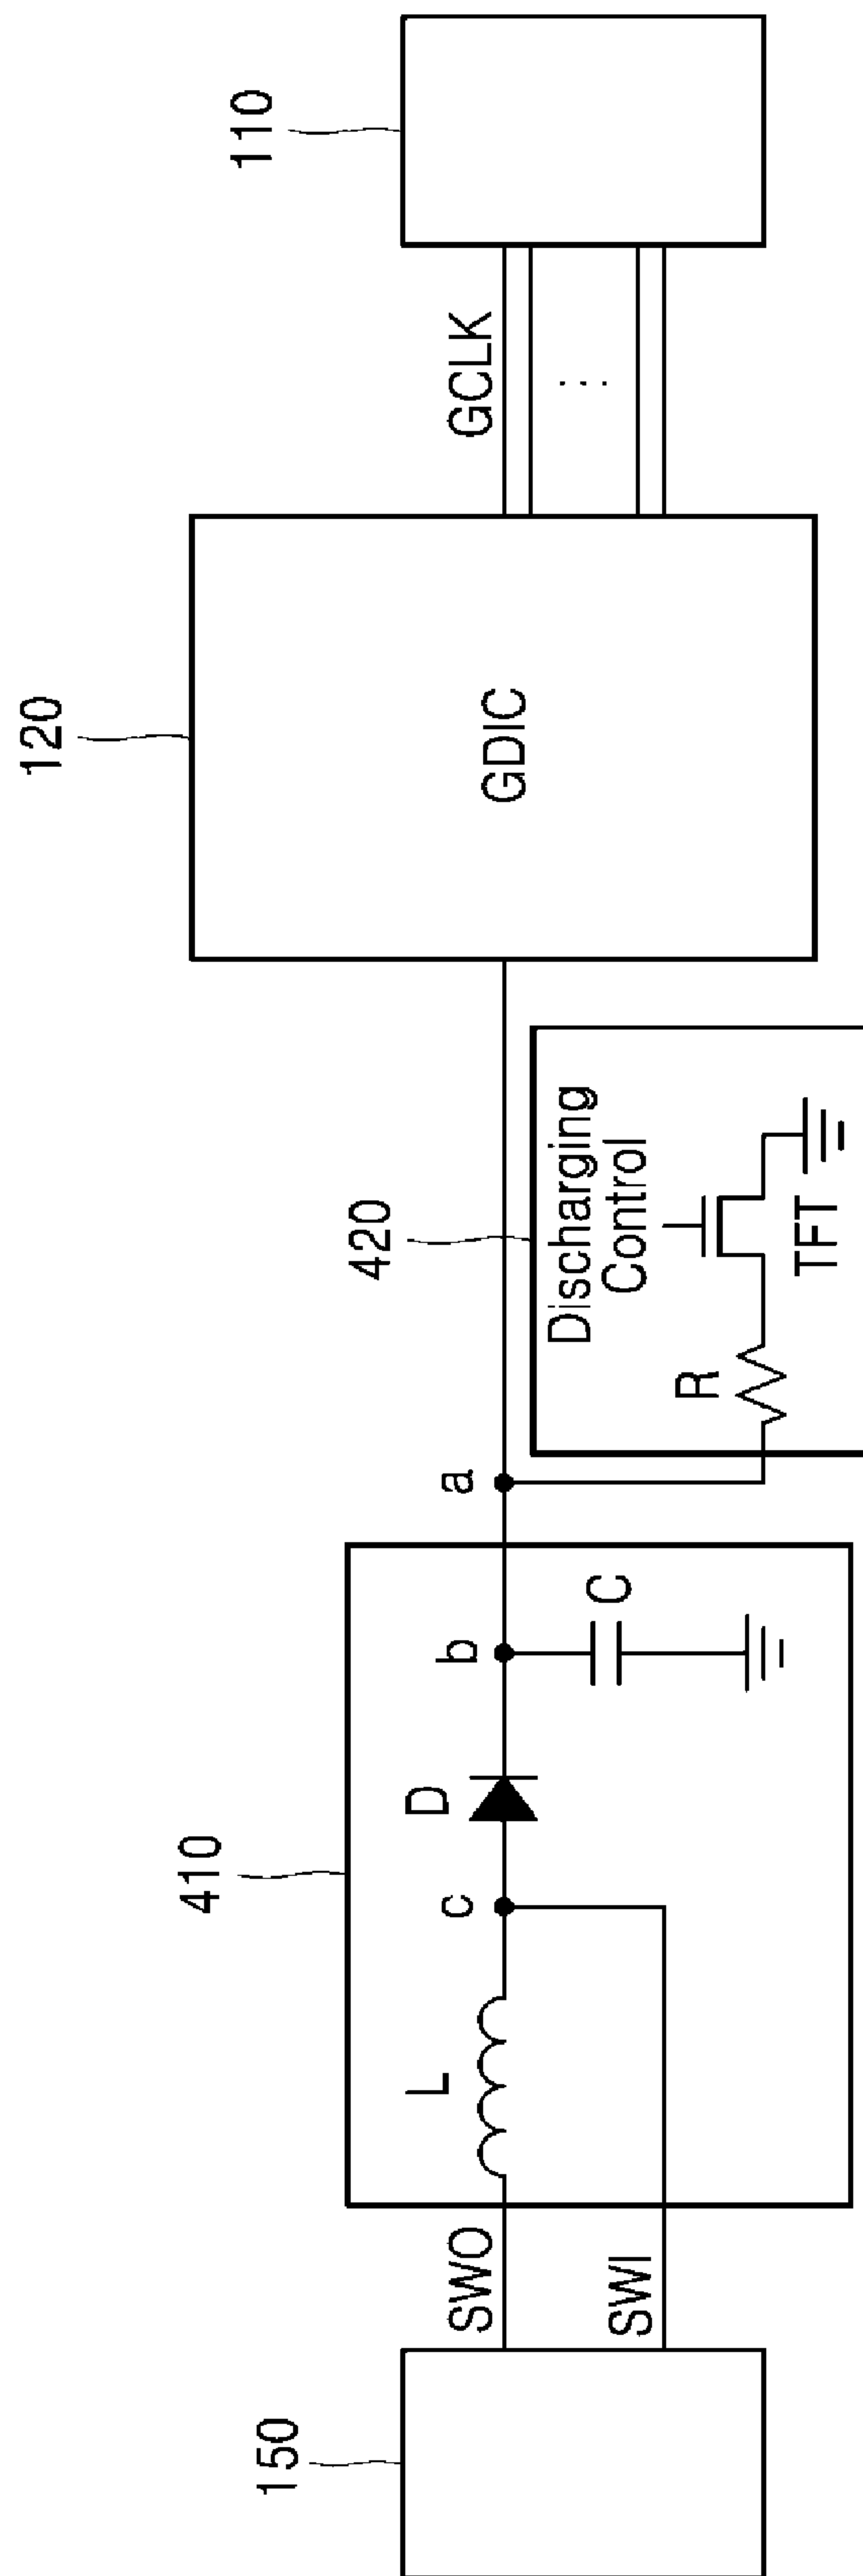 150
SWO
SWI
410
L
c
D
b
C
a
420
Discharging
Control
R
TFT
120
GDIC
GCLK
...
110